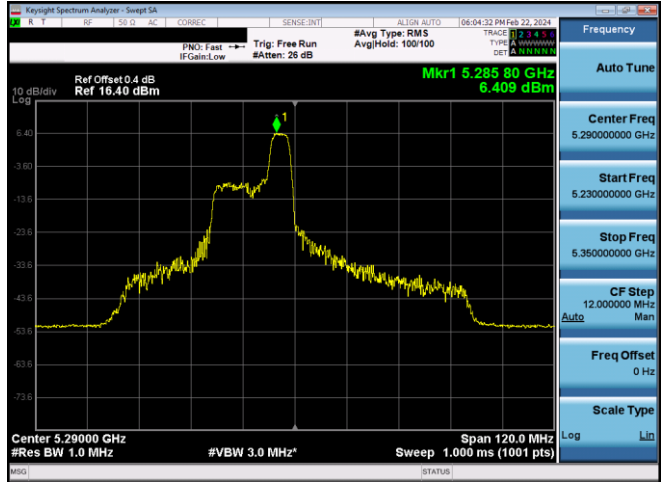 Keysight Spectrum Analyzer - Swept SA
R T RF 50 Ω AC CORREC SENSE:INT ALIGN AUTO 06:04:32 PM Feb 22, 2024
PNO: Fast
IFGain:Low
Trig: Free Run
#Atten: 26 dB
#Avg Type: RMS
Avg|Hold: 100/100
TRACE 1 2 3 4 5 6
TYPE A WWWWW
DET A N N N N N
Ref Offset 0.4 dB
10 dB/div Ref 16.40 dBm
Log
Mkr1 5.285 80 GHz
6.409 dBm
1
6.40
-3.60
-13.6
-23.6
-33.6
-43.6
-53.6
-63.6
-73.6
Center 5.29000 GHz
#Res BW 1.0 MHz
#VBW 3.0 MHz*
Span 120.0 MHz
Sweep 1.000 ms (1001 pts)
MSG STATUS
Frequency
Auto Tune
Center Freq
5.290000000 GHz
Start Freq
5.230000000 GHz
Stop Freq
5.350000000 GHz
CF Step
12.000000 MHz
Auto Man
Freq Offset
0 Hz
Scale Type
Log Lin